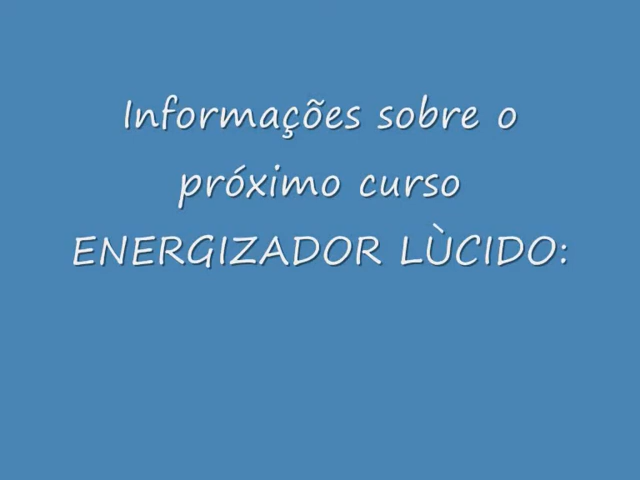 Informações sobre o
próximo curso
ENERGIZADOR LÙCIDO: